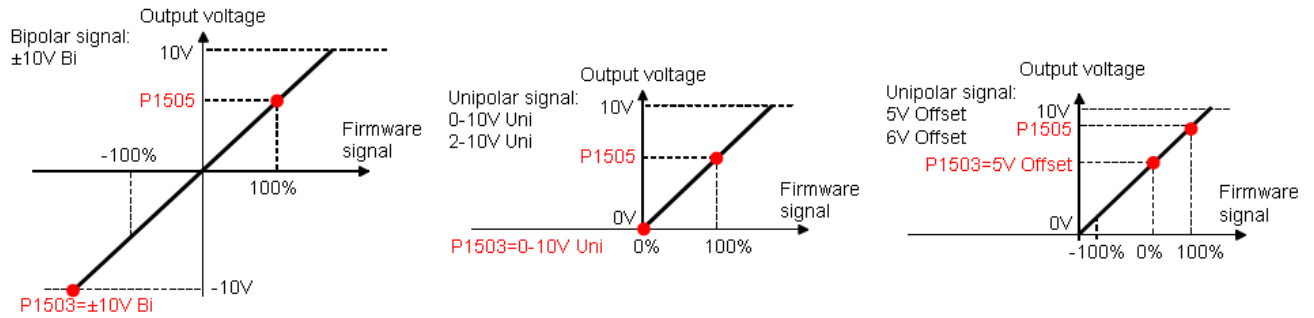 Output voltage
Bipolar signal:
±10V Bi
10V
P1505
Firmware
signal
-100%
100%
-10V
P1503=±10V Bi
Output voltage
Unipolar signal:
0-10V Uni
2-10V Uni
10V
P1505
Firmware
signal
0V
P1503=0-10V Uni
0%
100%
Output voltage
Unipolar signal:
5V Offset
6V Offset
10V
P1505
P1503=5V Offset
Firmware
signal
0V
-100%
0%
100%